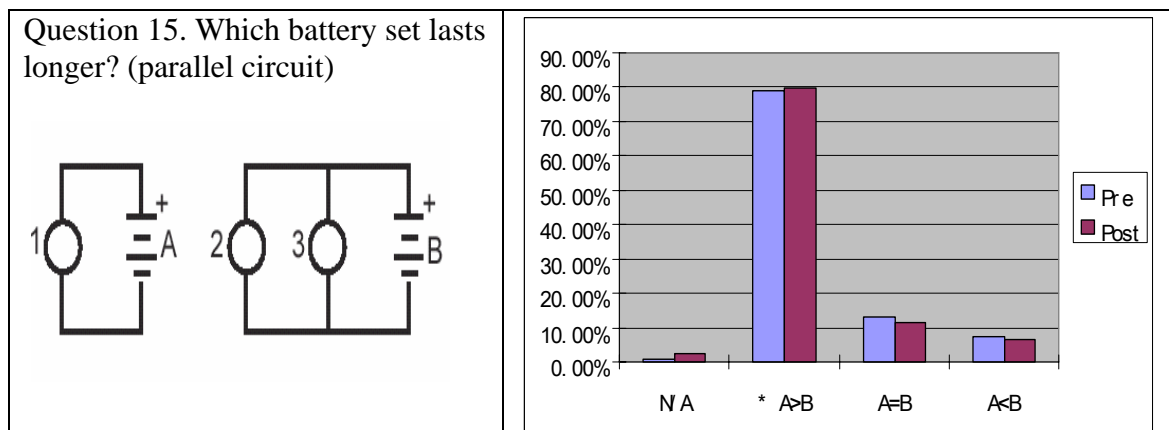 Question 15. Which battery set lasts
longer? (parallel circuit)
1
+
A
2
3
+
B
90. 00%
80. 00%
70. 00%
60. 00%
50. 00%
40. 00%
30. 00%
20. 00%
10. 00%
0. 00%
N/ A
* A>B
A=B
A<B
Pr e
Post